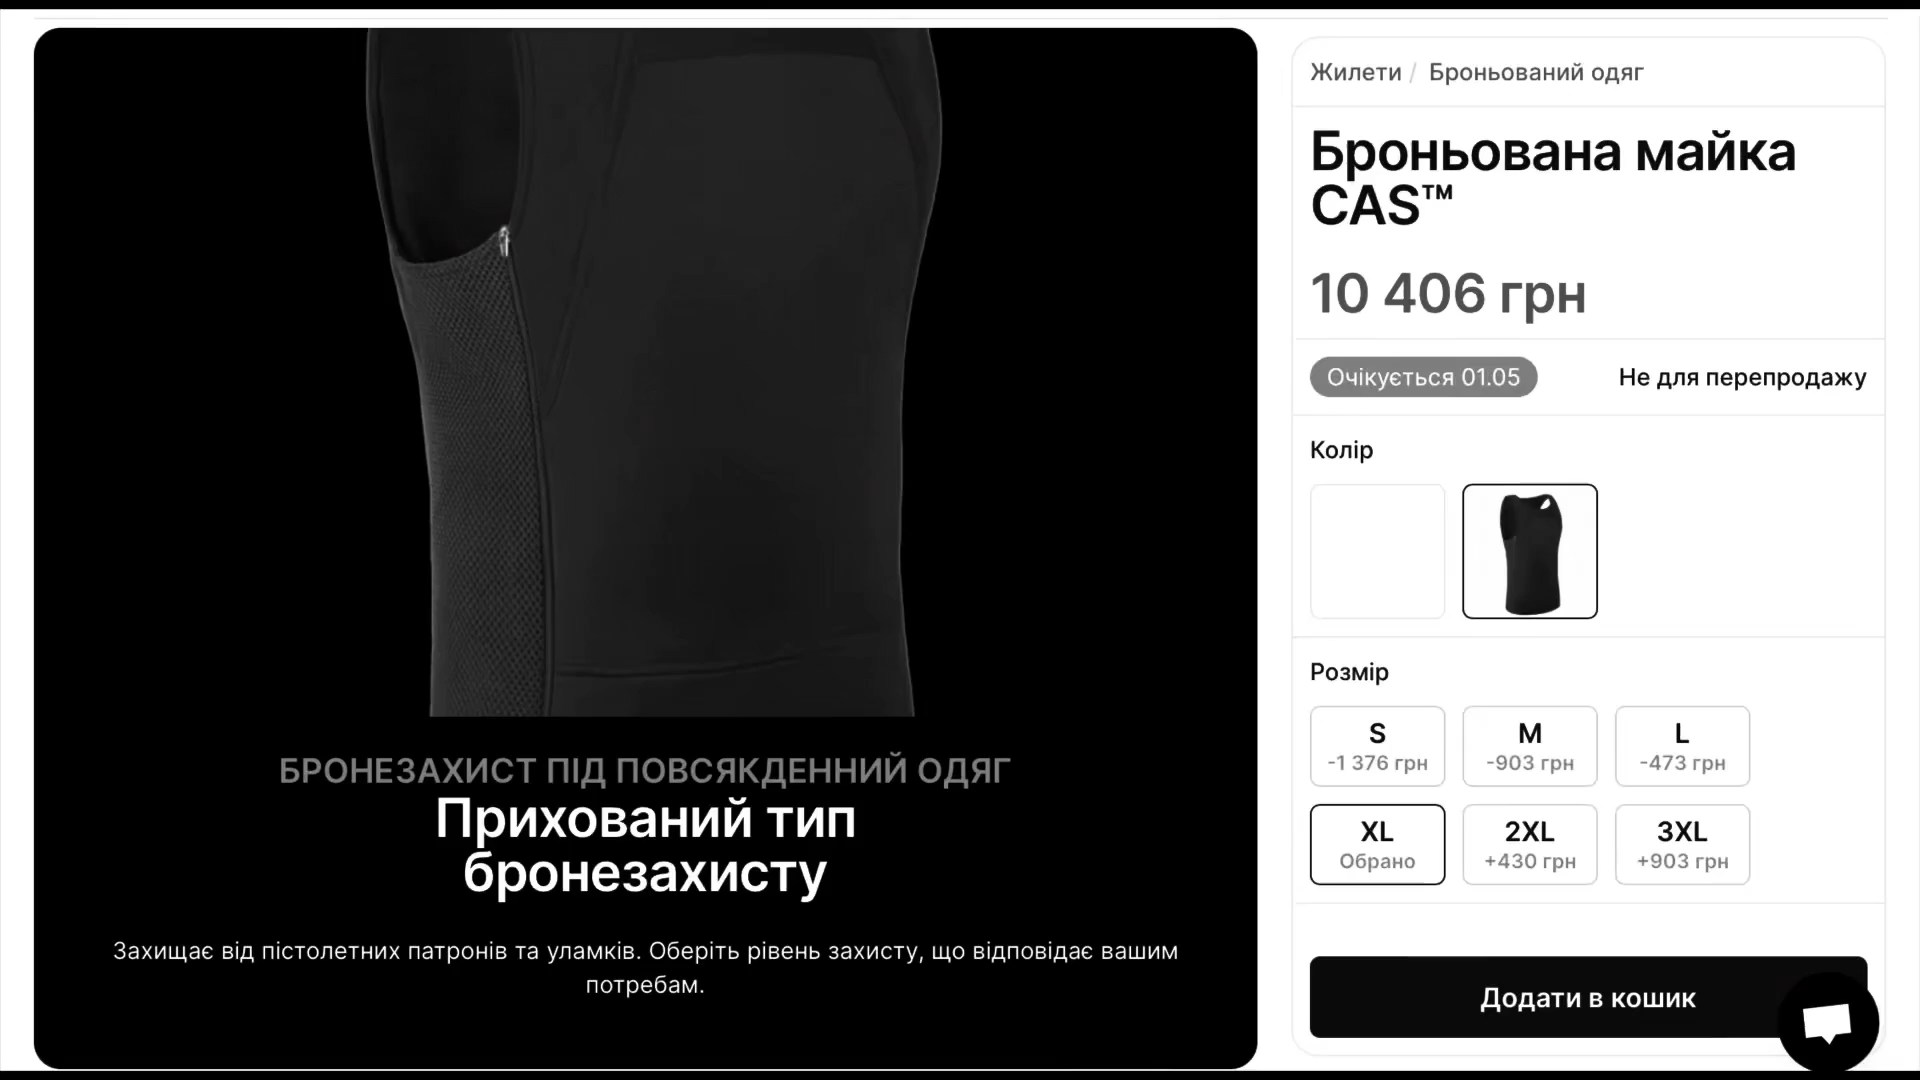 БРОНЕЗАХИСТ ПІД ПОВСЯКДЕННИЙ ОДЯГ
Прихований тип
бронезахисту
Захищає від пістолетних патронів та уламків. Оберіть рівень захисту, що відповідає вашим
потребам.
Жилети / Броньований одяг
Броньована майка
CAS™
10 406 грн
Очікується 01.05
Не для перепродажу
Колір
Розмір
S
-1 376 грн
M
-903 грн
L
-473 грн
XL
Обрано
2XL
+430 грн
3XL
+903 грн
Додати в кошик